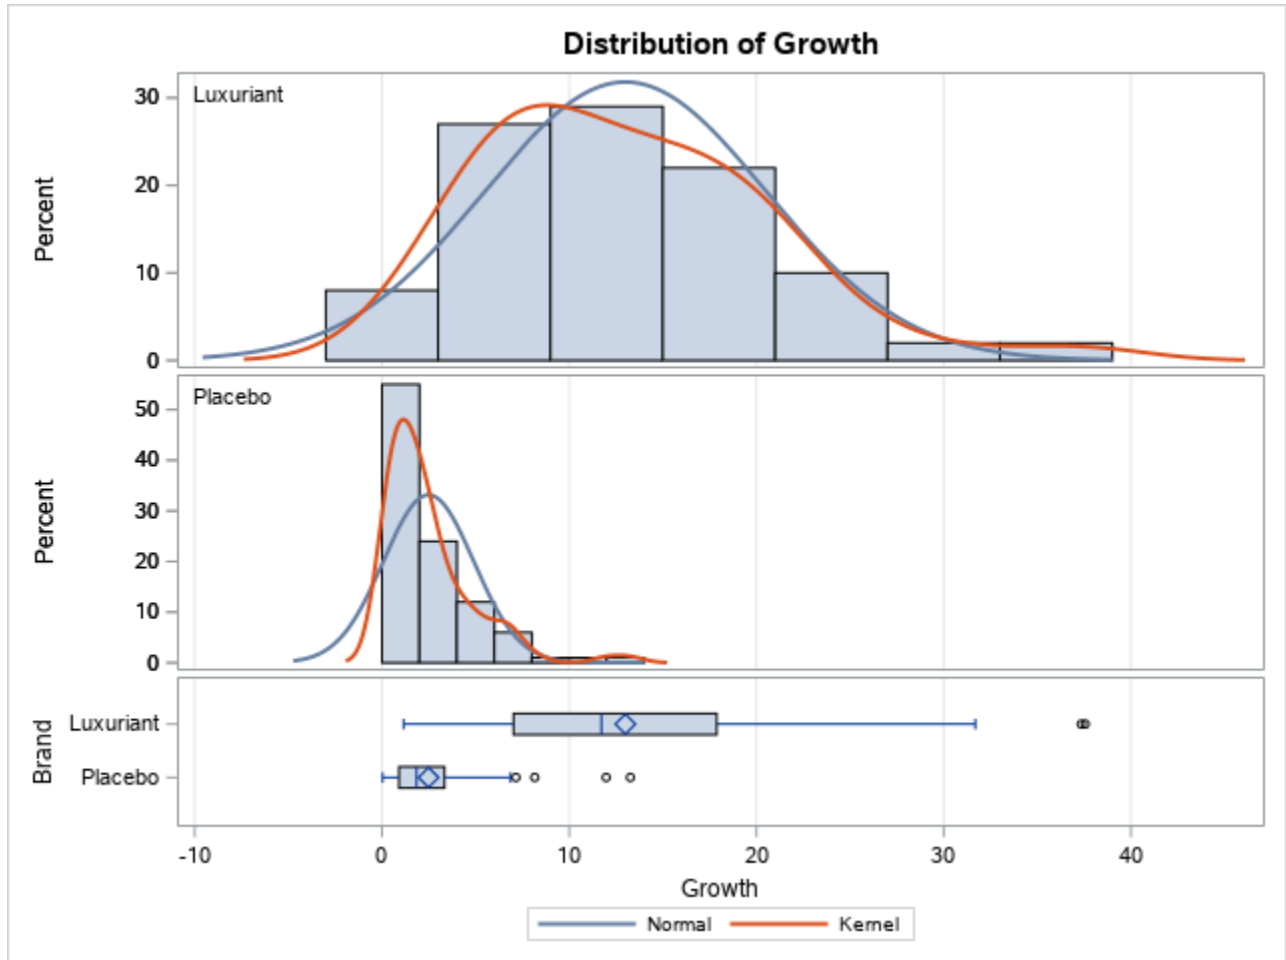 Distribution of Growth
Luxuriant
30
20
10
0
Percent
Placebo
50
40
30
20
10
0
Percent
Brand
Luxuriant
Placebo
-10 0 10 20 30 40
Growth
Normal Kernel